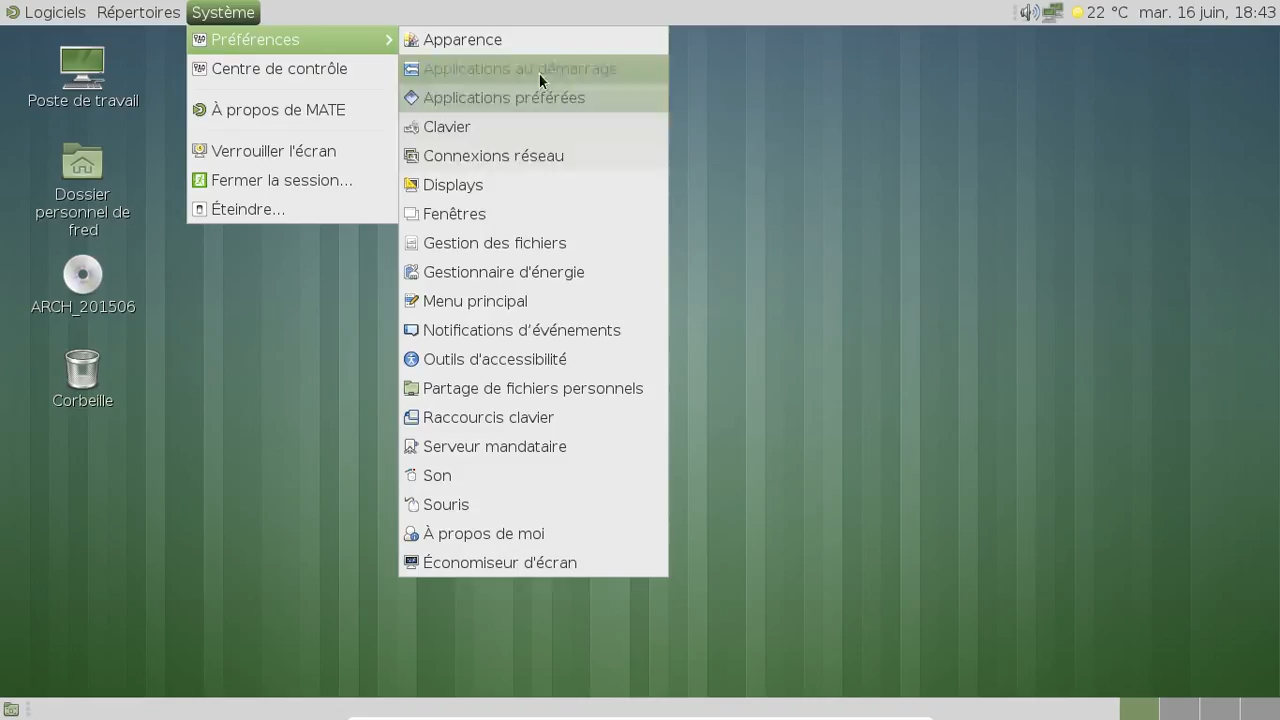 Logiciels Répertoires Système
22 °C mar. 16 juin, 18:43
Préférences
Centre de contrôle
À propos de MATE
Verrouiller l'écran
Fermer la session...
Éteindre...
Apparence
Applications au démarrage
Applications préférées
Clavier
Connexions réseau
Displays
Fenêtres
Gestion des fichiers
Gestionnaire d'énergie
Menu principal
Notifications d’événements
Outils d'accessibilité
Partage de fichiers personnels
Raccourcis clavier
Serveur mandataire
Son
Souris
À propos de moi
Économiseur d'écran
Poste de travail
Dossier
personnel de
fred
ARCH_201506
Corbeille